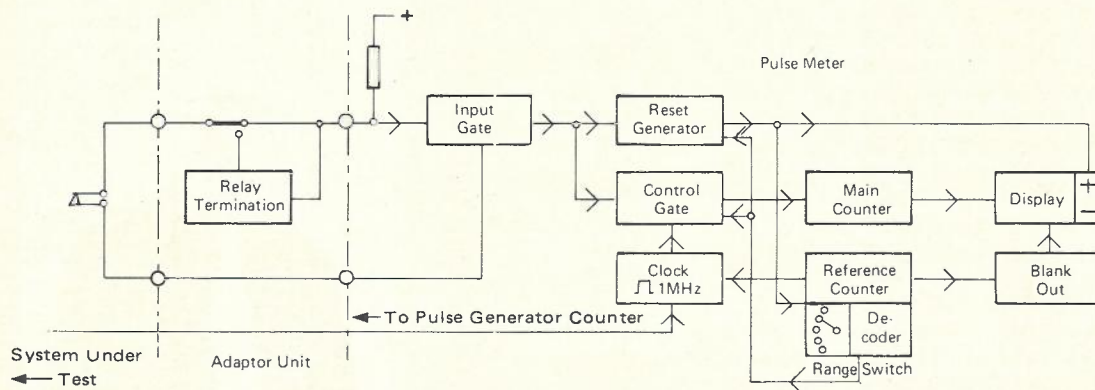 +
Pulse Meter
Input
Gate
Reset
Generator
Relay
Termination
Control
Gate
Main
Counter
Display
+
−
Clock
1MHz
Reference
Counter
Blank
Out
To Pulse Generator Counter
De-
coder
System Under
Test
Adaptor Unit
Range Switch